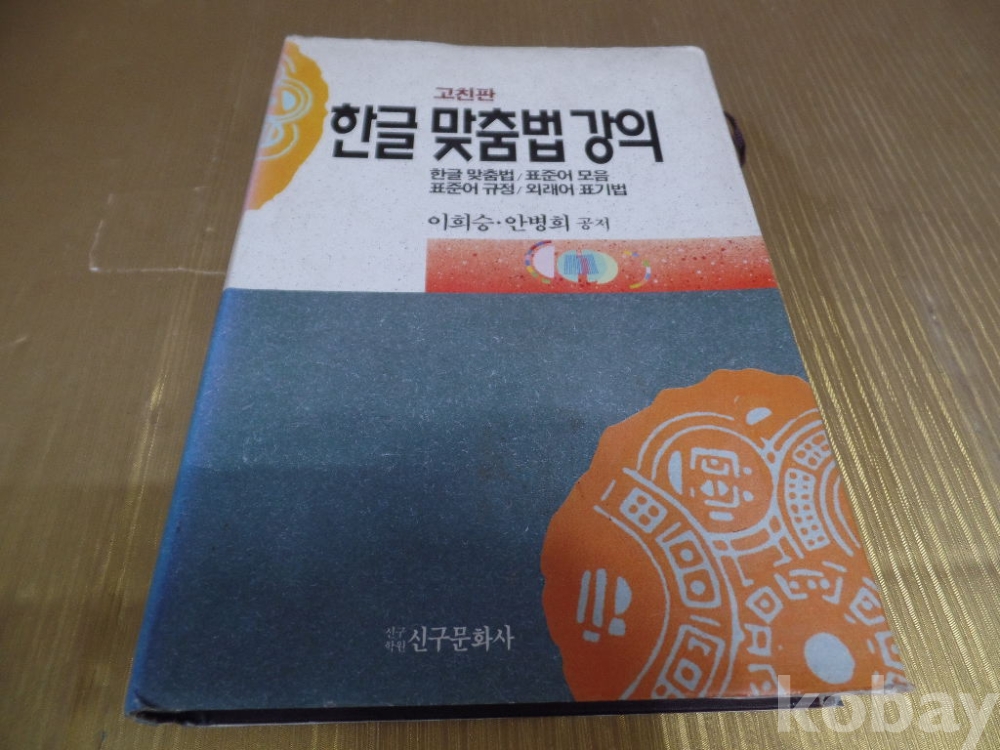 고친판
한글 맞춤법 강의
한글 맞춤법 / 표준어 모음
표준어 규정 / 외래어 표기법
이희승·안병희 공저
신구
학원
신구문화사
kobay